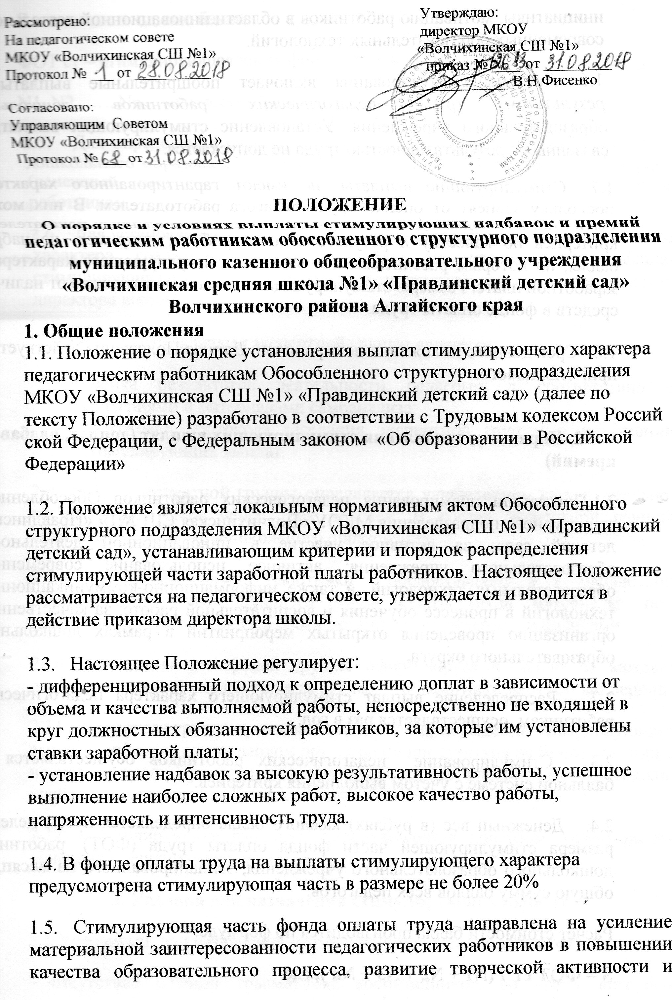 Рассмотрено:
На педагогическом совете
МКОУ «Волчихинская СШ №1»
Протокол № 1 от 28.08.2018
Согласовано:
Управляющим Советом
МКОУ «Волчихинская СШ №1»
Протокол № 68 от 31.08.2018
Утверждаю:
директор МКОУ
«Волчихинская СШ №1»
приказ № от 31.08.2018
В.Н.Фисенко
ПОЛОЖЕНИЕ
О порядке и условиях выплаты стимулирующих надбавок и премий
педагогическим работникам обособленного структурного подразделения
муниципального казенного общеобразовательного учреждения
«Волчихинская средняя школа №1» «Правдинский детский сад»
Волчихинского района Алтайского края
1. Общие положения
1.1. Положение о порядке установления выплат стимулирующего характера
педагогическим работникам Обособленного структурного подразделения
МКОУ «Волчихинская СШ №1» «Правдинский детский сад» (далее по
тексту Положение) разработано в соответствии с Трудовым кодексом Россий
ской Федерации, с Федеральным законом «Об образовании в Российской
Федерации»
1.2. Положение является локальным нормативным актом Обособленного
структурного подразделения МКОУ «Волчихинская СШ №1» «Правдинский
детский сад», устанавливающим критерии и порядок распределения
стимулирующей части заработной платы работников. Настоящее Положение
рассматривается на педагогическом совете, утверждается и вводится в
действие приказом директора школы.
1.3. Настоящее Положение регулирует:
- дифференцированный подход к определению доплат в зависимости от
объема и качества выполняемой работы, непосредственно не входящей в
круг должностных обязанностей работников, за которые им установлены
ставки заработной платы;
- установление надбавок за высокую результативность работы, успешное
выполнение наиболее сложных работ, высокое качество работы,
напряженность и интенсивность труда.
1.4. В фонде оплаты труда на выплаты стимулирующего характера
предусмотрена стимулирующая часть в размере не более 20%
1.5. Стимулирующая часть фонда оплаты труда направлена на усиление
материальной заинтересованности педагогических работников в повышении
качества образовательного процесса, развитие творческой активности и